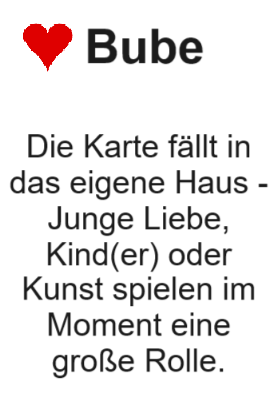 Bube
Die Karte fällt in
das eigene Haus -
Junge Liebe,
Kind(er) oder
Kunst spielen im
Moment eine
große Rolle.